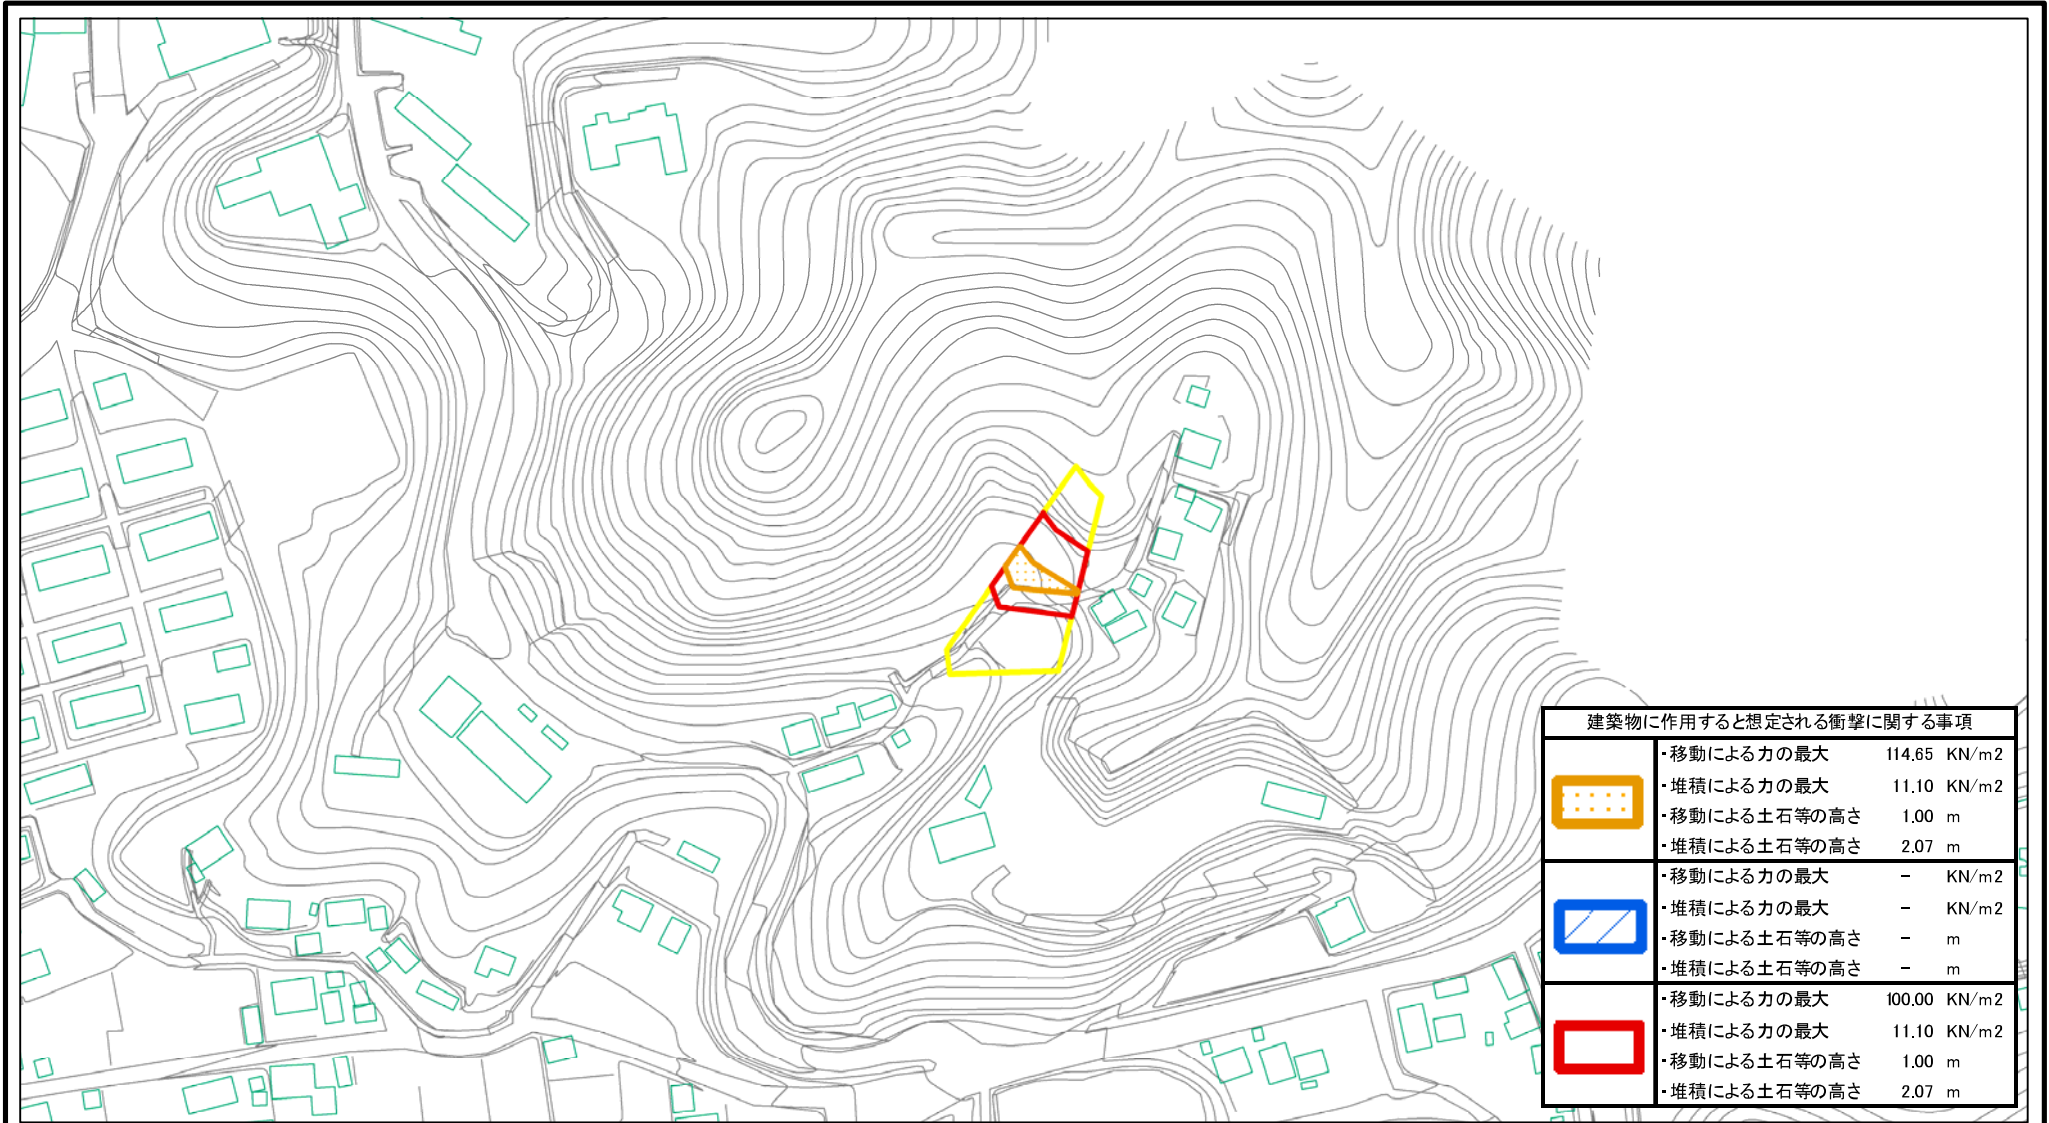 建築物に作用すると想定される衝撃に関する事項
・移動による力の最大 114.65 KN/m2
・堆積による力の最大 11.10 KN/m2
・移動による土石等の高さ 1.00 m
・堆積による土石等の高さ 2.07 m
・移動による力の最大 － KN/m2
・堆積による力の最大 － KN/m2
・移動による土石等の高さ － m
・堆積による土石等の高さ － m
・移動による力の最大 100.00 KN/m2
・堆積による力の最大 11.10 KN/m2
・移動による土石等の高さ 1.00 m
・堆積による土石等の高さ 2.07 m